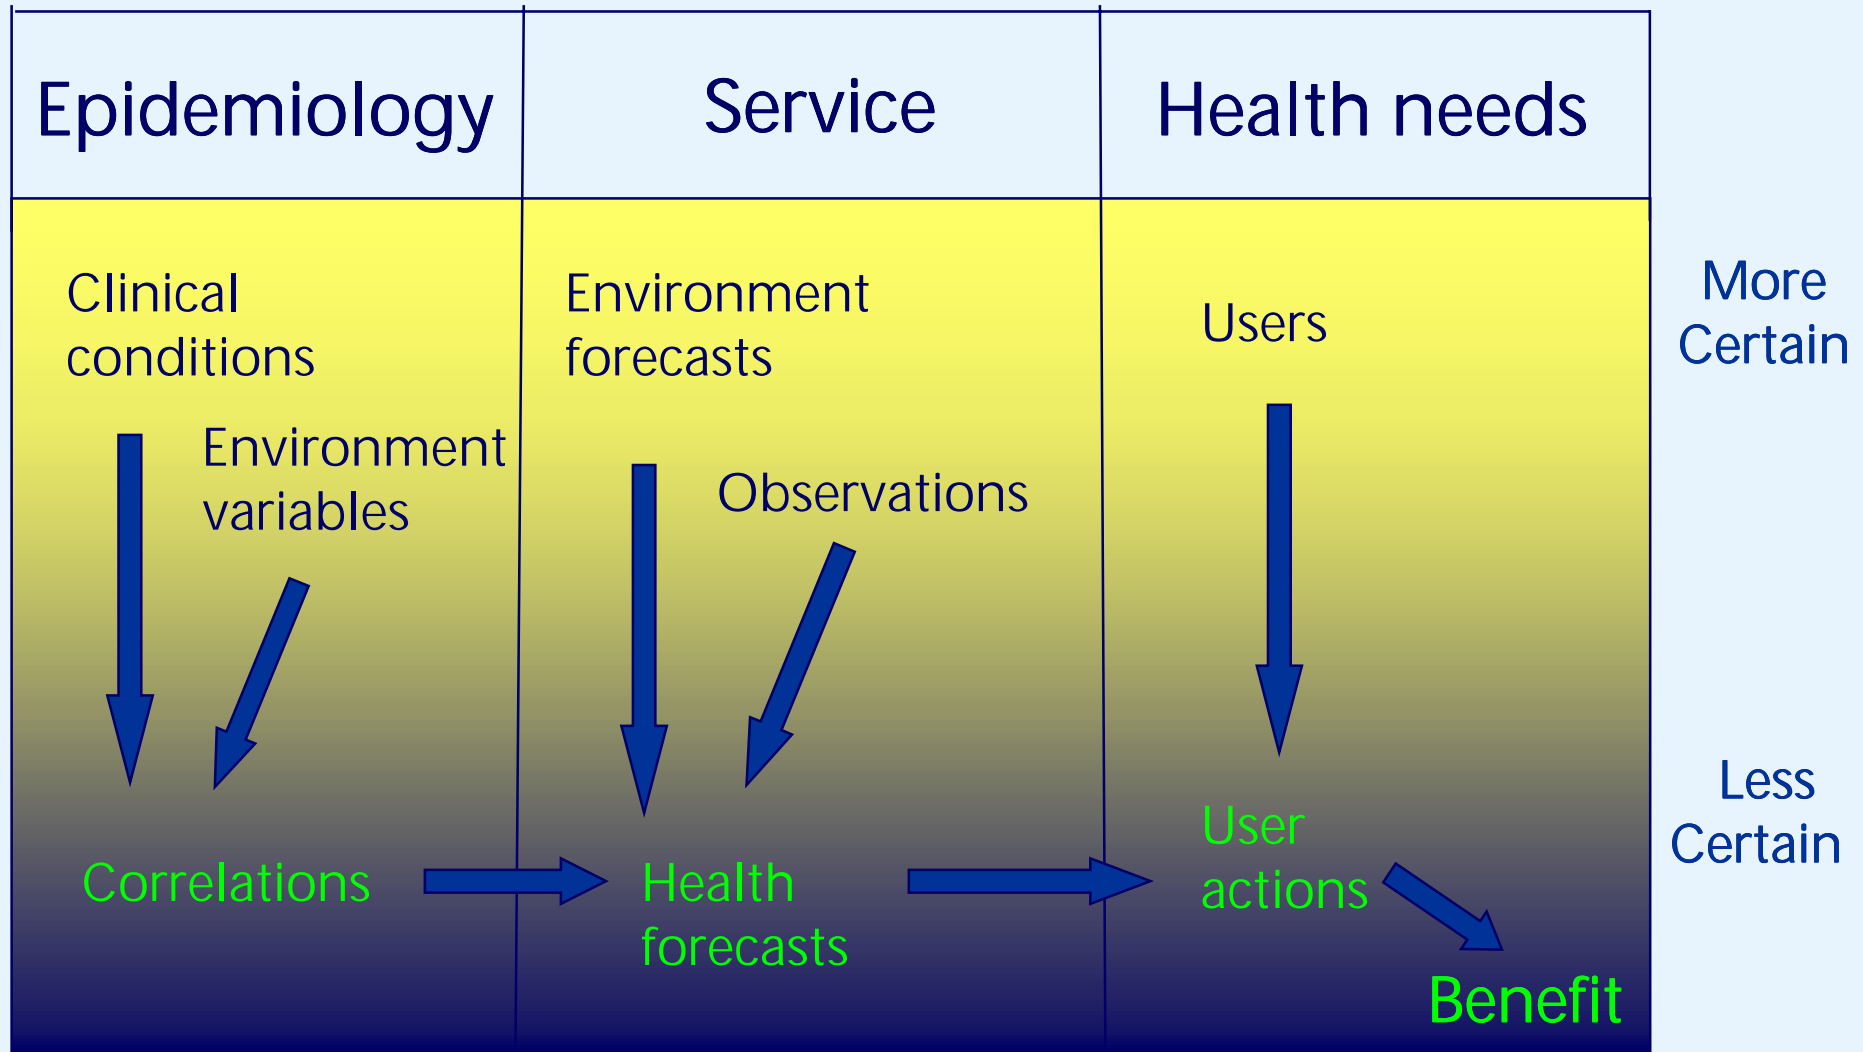 Epidemiology
Service
Health needs
Clinical
conditions
Environment
variables
Correlations
Environment
forecasts
Observations
Health
forecasts
Users
User
actions
Benefit
More
Certain
Less
Certain